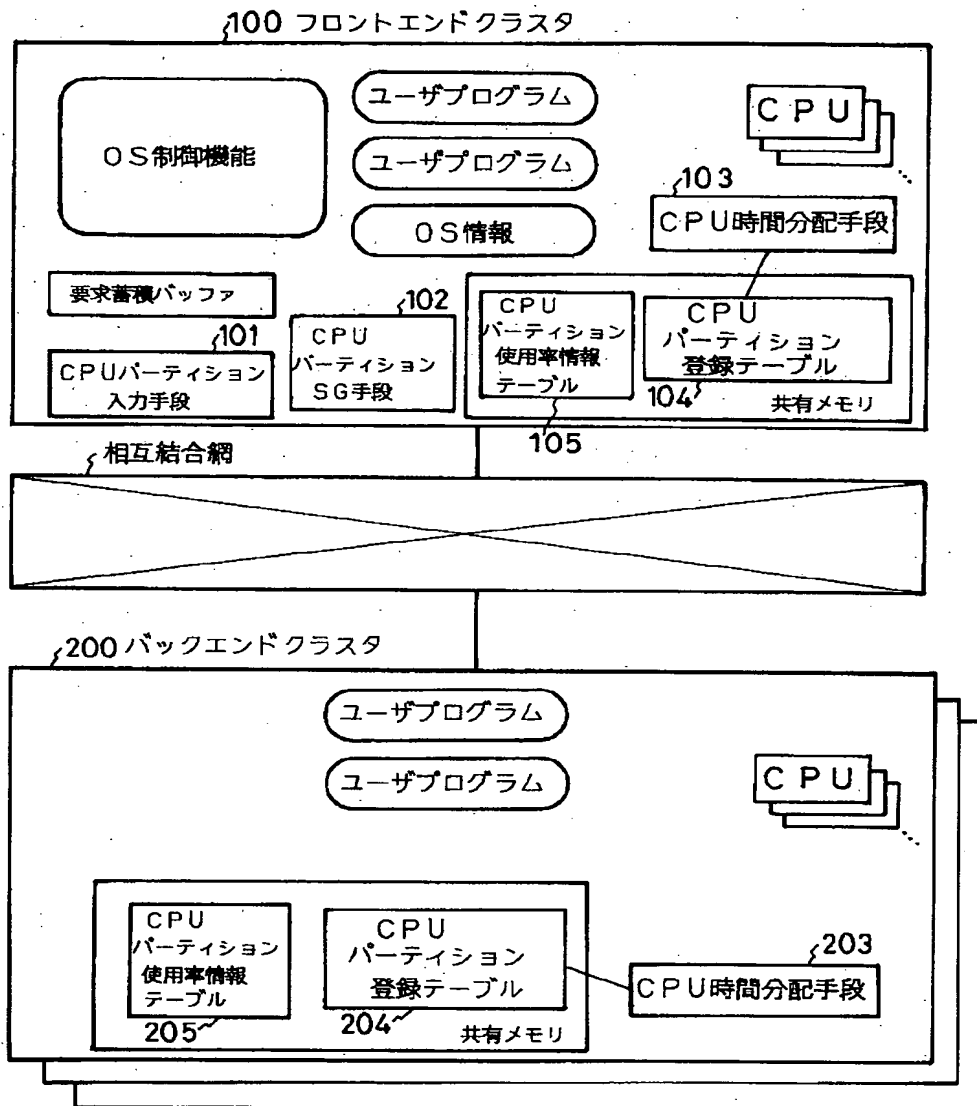 100 フロントエンドクラスタ
OS制御機能
ユーザプログラム
ユーザプログラム
OS情報
CPU
103
CPU時間分配手段
要求蓄積バッファ
101
CPUパーティション
入力手段
102
CPU
パーティション
SG手段
CPU
パーティション
使用率情報
テーブル
105
CPU
パーティション
登録テーブル
104
共有メモリ
相互結合網
200 バックエンドクラスタ
ユーザプログラム
ユーザプログラム
CPU
CPU
パーティション
使用率情報
テーブル
205
CPU
パーティション
登録テーブル
204
共有メモリ
203
CPU時間分配手段